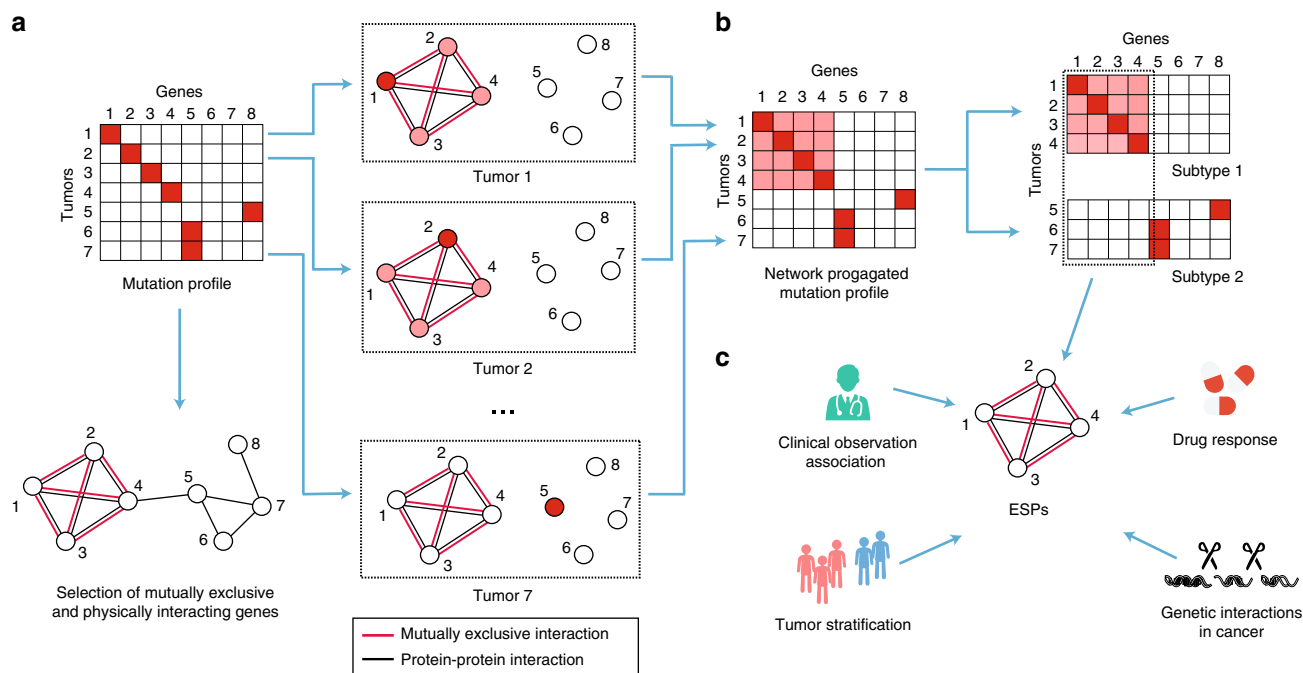 a
Genes
1 2 3 4 5 6 7 8
Tumors
1
2
3
4
5
6
7
Mutation profile
2
1
4
3
5
8
7
6
Selection of mutually exclusive
and physically interacting genes
2
8
5
4
7
1
6
3
Tumor 1
2
8
5
4
7
1
6
3
Tumor 2
...
2
8
5
4
7
1
6
3
Tumor 7
Mutually exclusive interaction
Protein-protein interaction
b
Genes
1 2 3 4 5 6 7 8
Tumors
1
2
3
4
5
6
7
Network propagated
mutation profile
Genes
1 2 3 4 5 6 7 8
Tumors
1
2
3
4
Subtype 1
5
6
7
Subtype 2
c
Clinical observation
association
2
1
4
3
ESPs
Drug response
Tumor stratification
Genetic interactions
in cancer